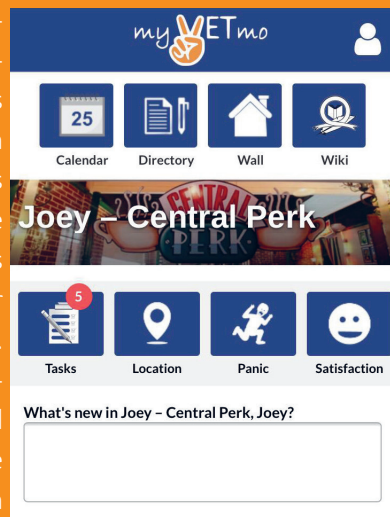 myVETmo
25
Calendar Directory Wall Wiki
CENTRAL
PERK
Joey – Central Perk
5
Tasks Location Panic Satisfaction
What's new in Joey – Central Perk, Joey?